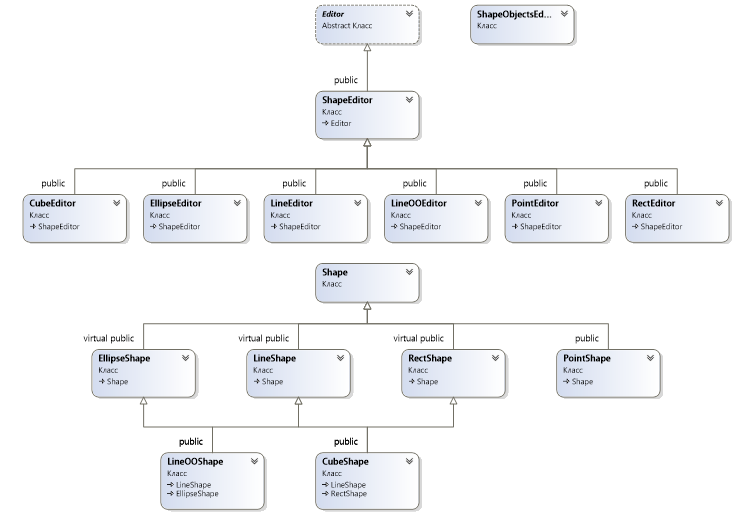 Editor
Abstract Класс
ShapeObjectsEd...
Класс
public
ShapeEditor
Класс
Editor
public
public
public
public
public
public
CubeEditor
Класс
ShapeEditor
EllipseEditor
Класс
ShapeEditor
LineEditor
Класс
ShapeEditor
LineOOEditor
Класс
ShapeEditor
PointEditor
Класс
ShapeEditor
RectEditor
Класс
ShapeEditor
Shape
Класс
virtual public
virtual public
virtual public
public
EllipseShape
Класс
Shape
LineShape
Класс
Shape
RectShape
Класс
Shape
PointShape
Класс
Shape
public
public
LineOOShape
Класс
LineShape
EllipseShape
CubeShape
Класс
LineShape
RectShape